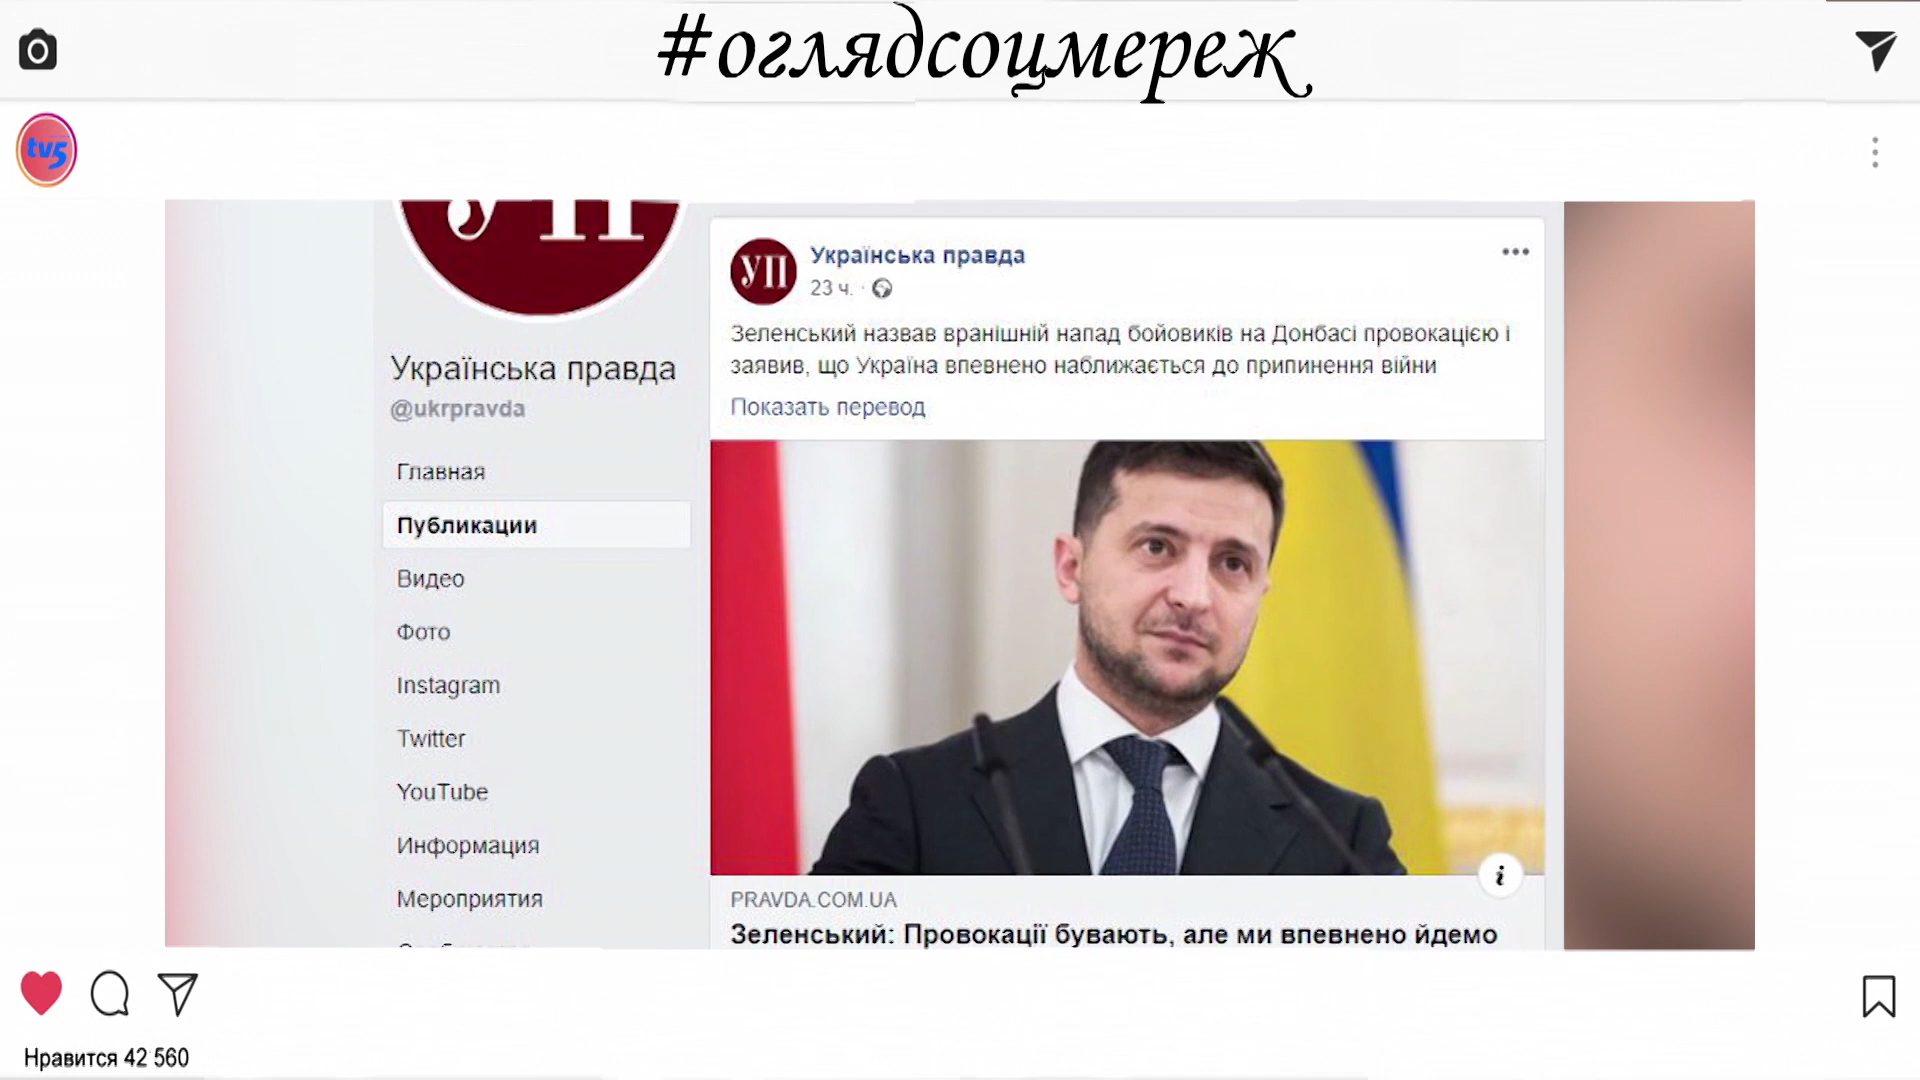 #оглядсоцмереж
tv5
УП
Українська правда
@ukrpravda
Главная
Публикации
Видео
Фото
Instagram
Twitter
YouTube
Информация
Мероприятия
УП
Українська правда
23 ч.
Зеленський назвав вранішній напад бойовиків на Донбасі провокацією і
заявив, що Україна впевнено наближається до припинення війни
Показать перевод
PRAVDA.COM.UA
Зеленський: Провокації бувають, але ми впевнено йдемо
Нравится 42 560